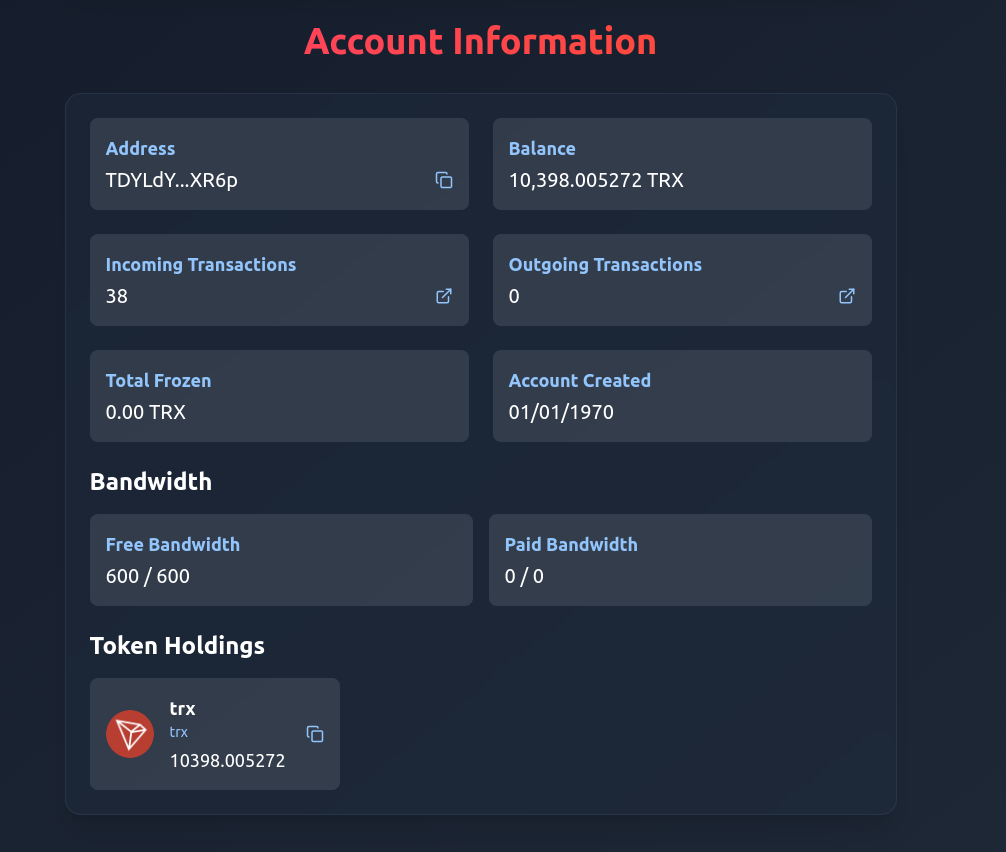 Account Information
Address
TDYLdY...XR6p
Balance
10,398.005272 TRX
Incoming Transactions
38
Outgoing Transactions
0
Total Frozen
0.00 TRX
Account Created
01/01/1970
Bandwidth
Free Bandwidth
600 / 600
Paid Bandwidth
0 / 0
Token Holdings
trx
trx
10398.005272